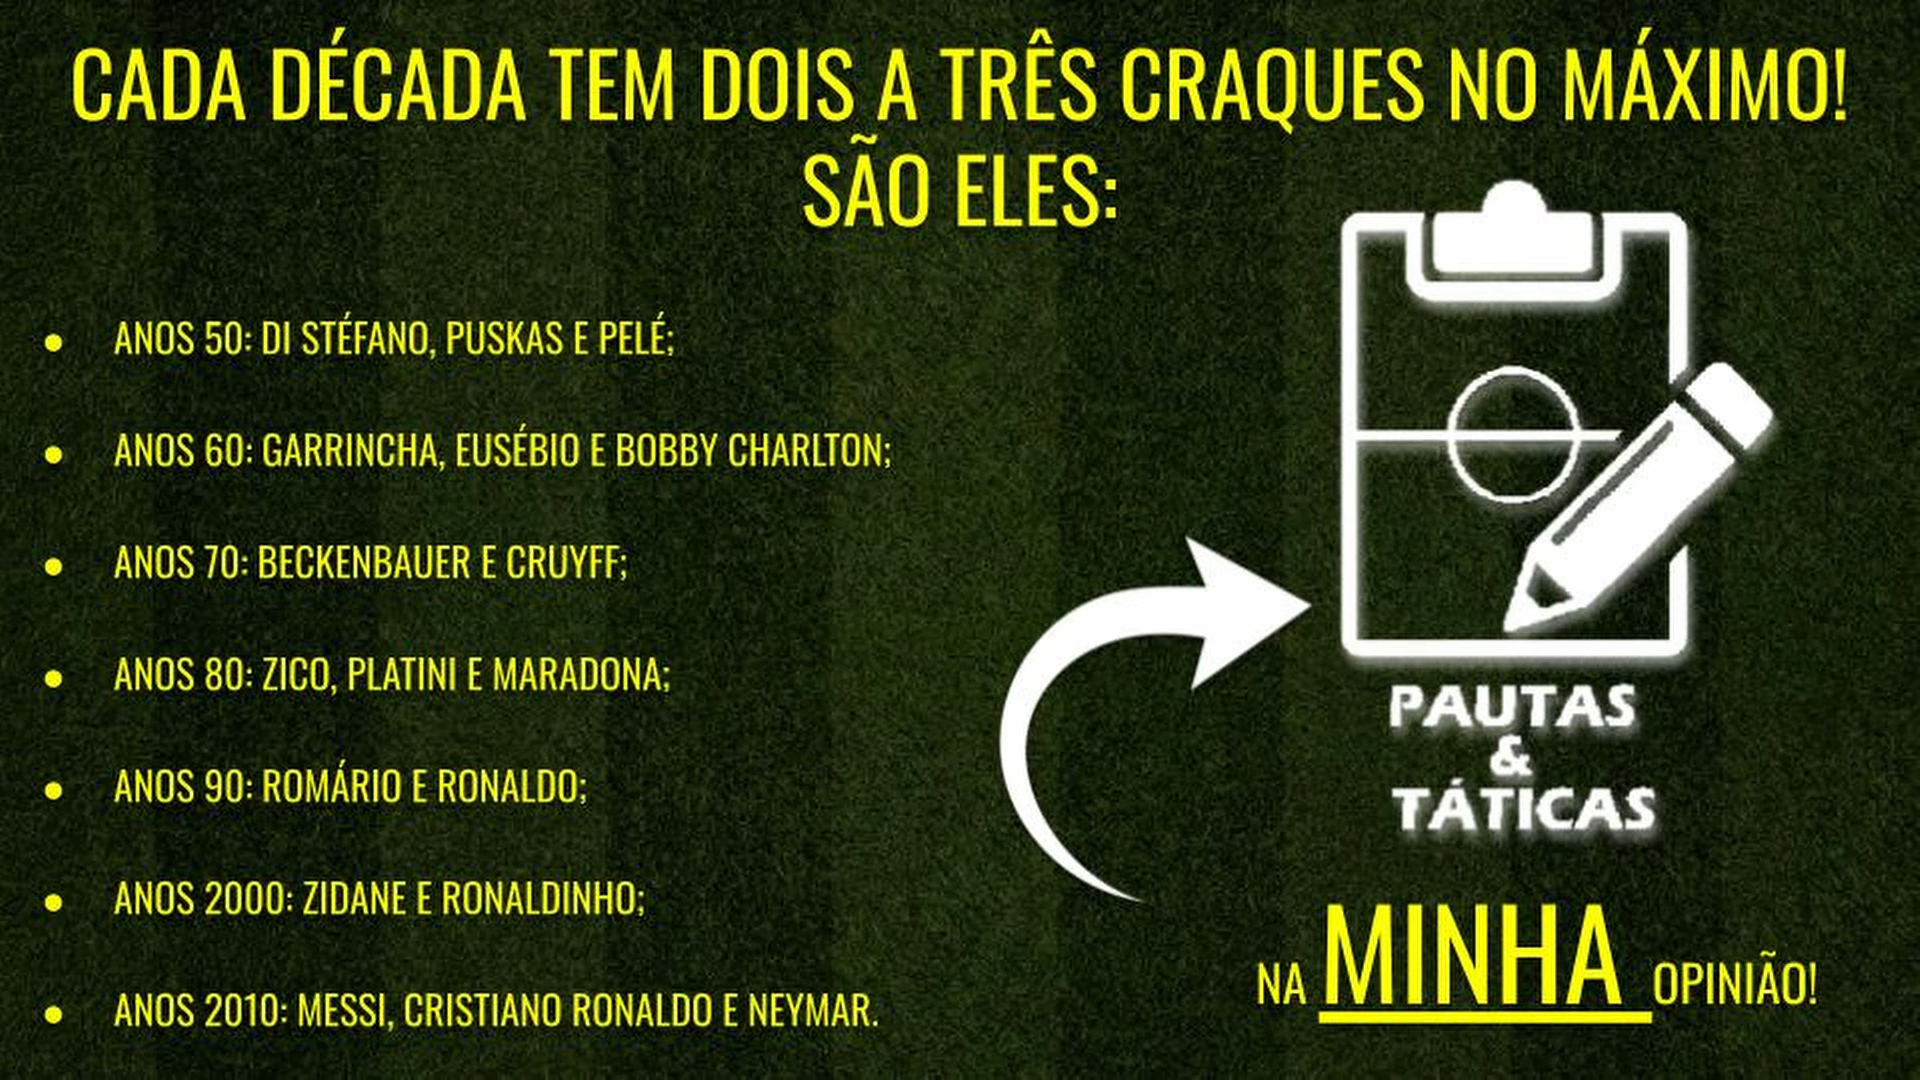 CADA DÉCADA TEM DOIS A TRÊS CRAQUES NO MÁXIMO!
SÃO ELES:
• ANOS 50: DI STÉFANO, PUSKAS E PELÉ;
• ANOS 60: GARRINCHA, EUSÉBIO E BOBBY CHARLTON;
• ANOS 70: BECKENBAUER E CRUYFF;
• ANOS 80: ZICO, PLATINI E MARADONA;
• ANOS 90: ROMÁRIO E RONALDO;
• ANOS 2000: ZIDANE E RONALDINHO;
• ANOS 2010: MESSI, CRISTIANO RONALDO E NEYMAR.
PAUTAS
&
TÁTICAS
NA MINHA OPINIÃO!